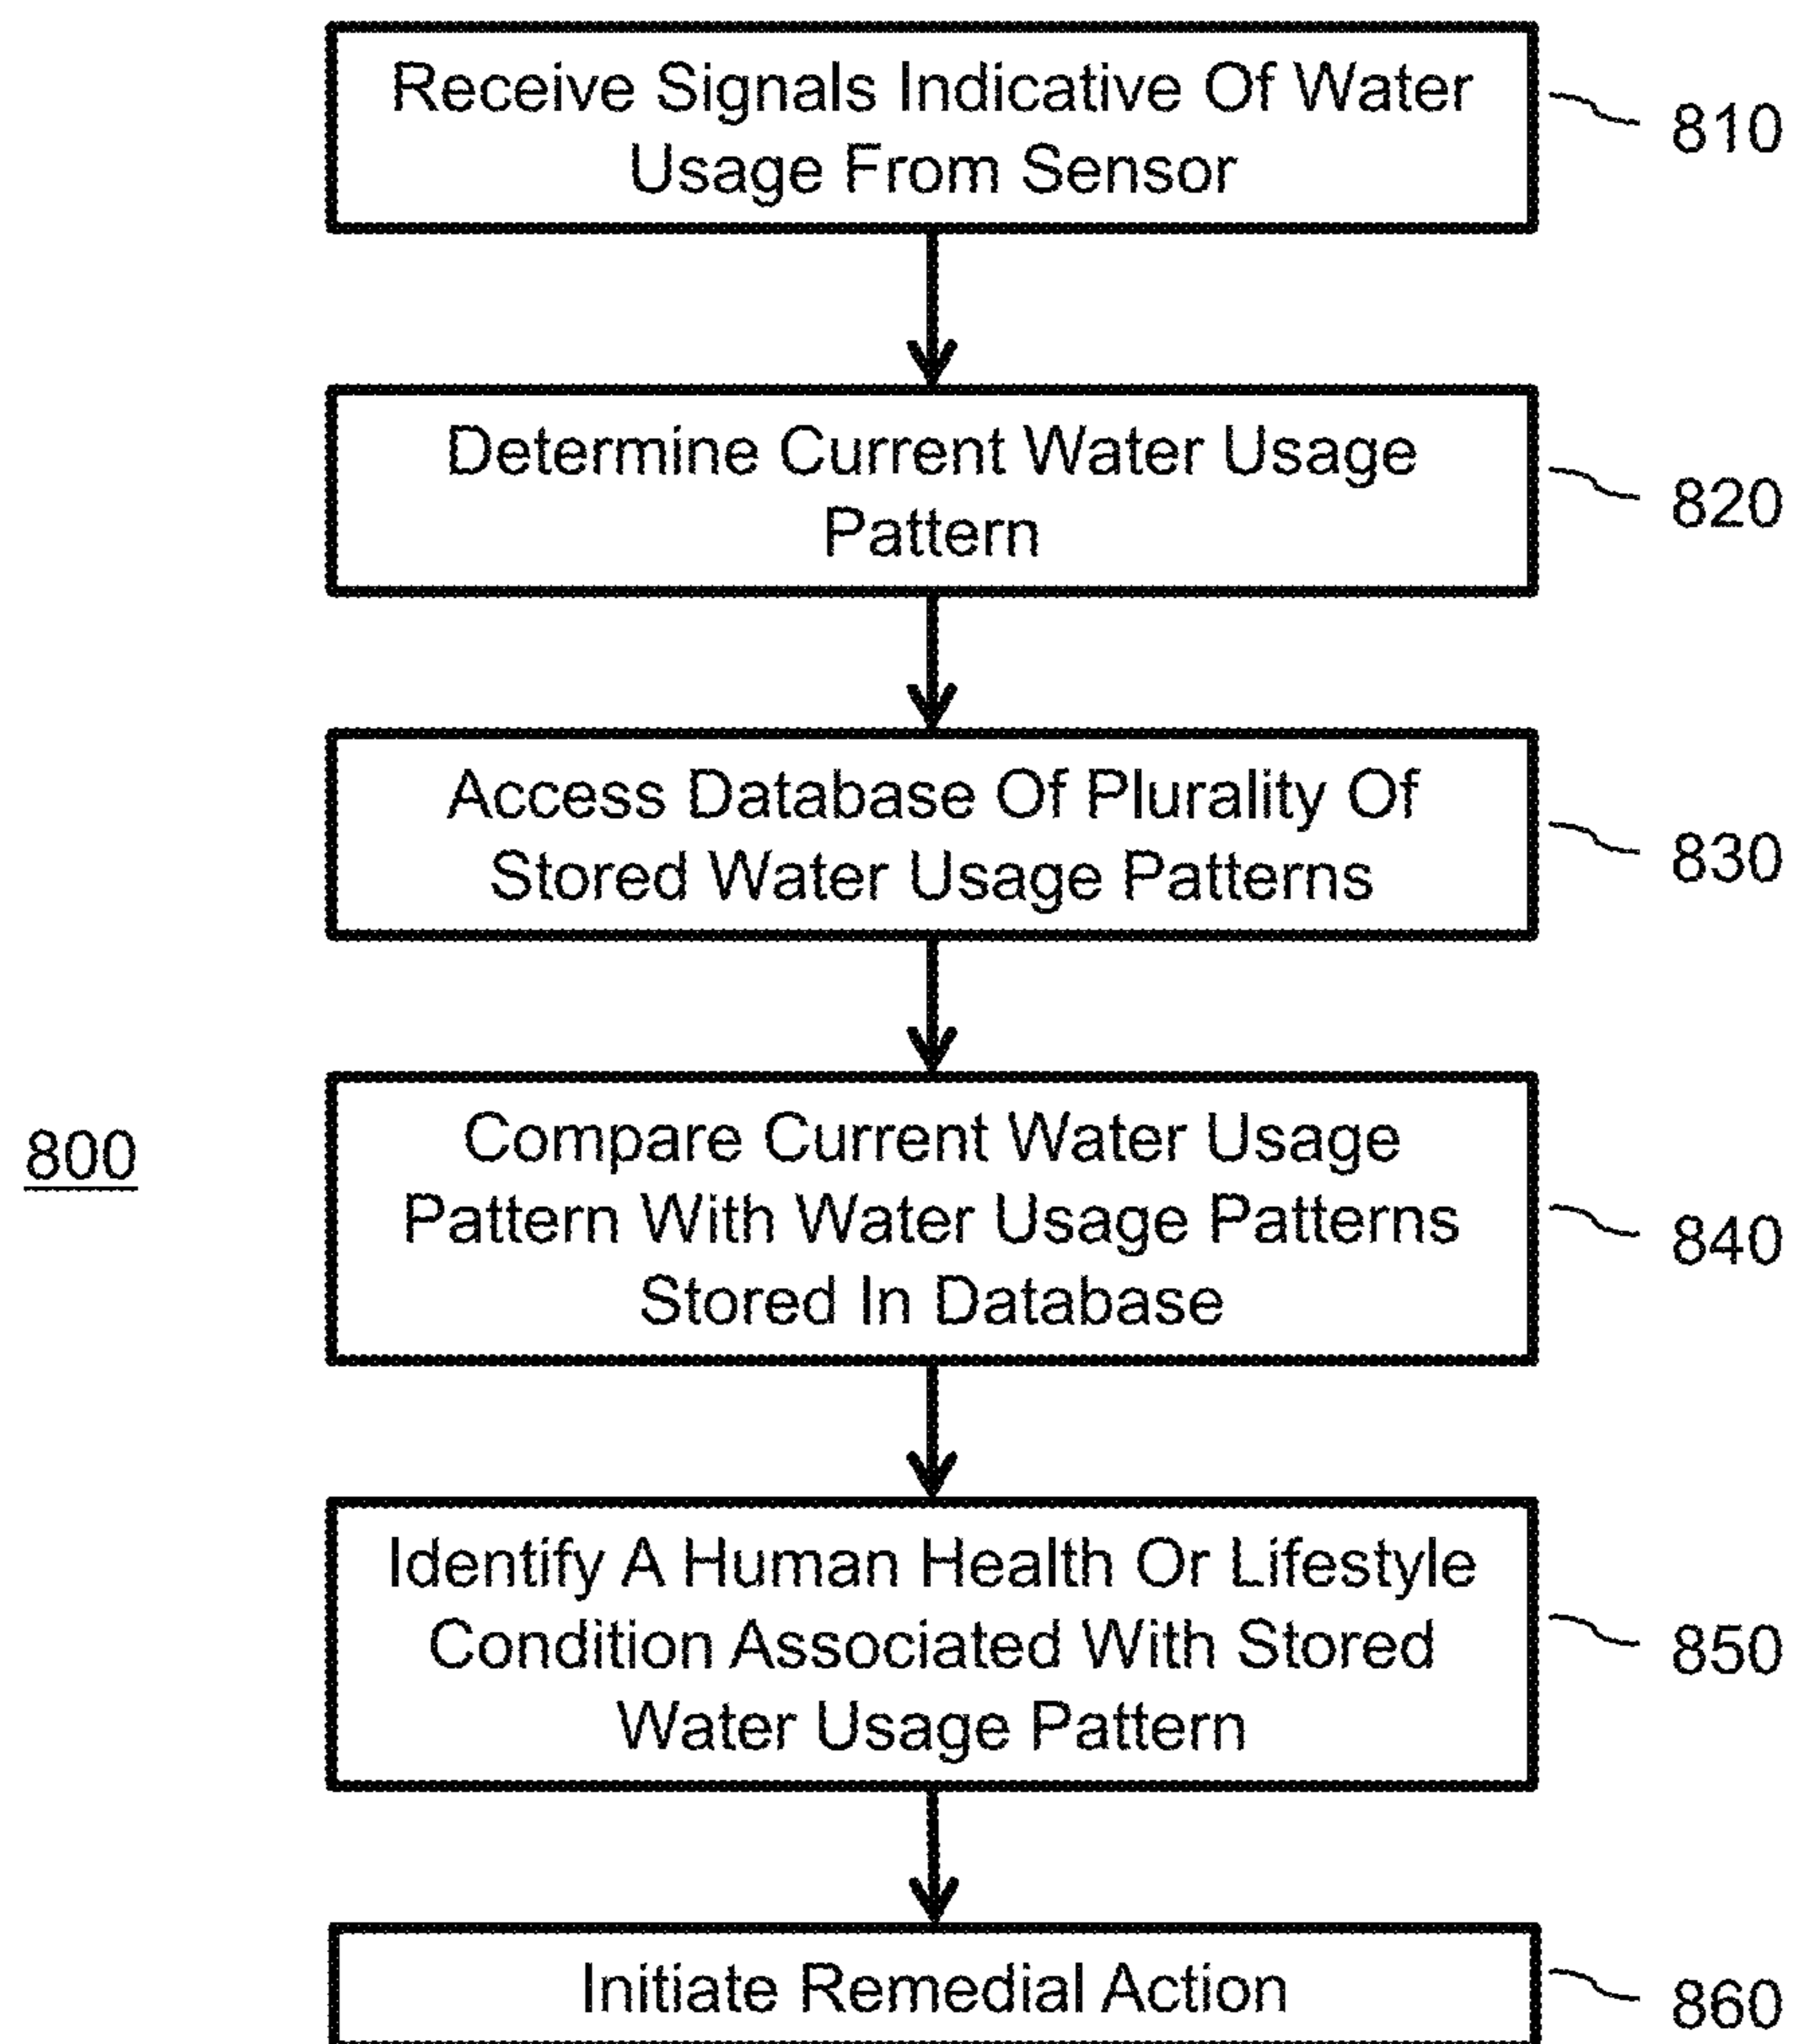 Receive Signals Indicative Of Water
Usage From Sensor
810
Determine Current Water Usage
Pattern
820
Access Database Of Plurality Of
Stored Water Usage Patterns
830
800
Compare Current Water Usage
Pattern With Water Usage Patterns
Stored In Database
840
Identify A Human Health Or Lifestyle
Condition Associated With Stored
Water Usage Pattern
850
Initiate Remedial Action
860